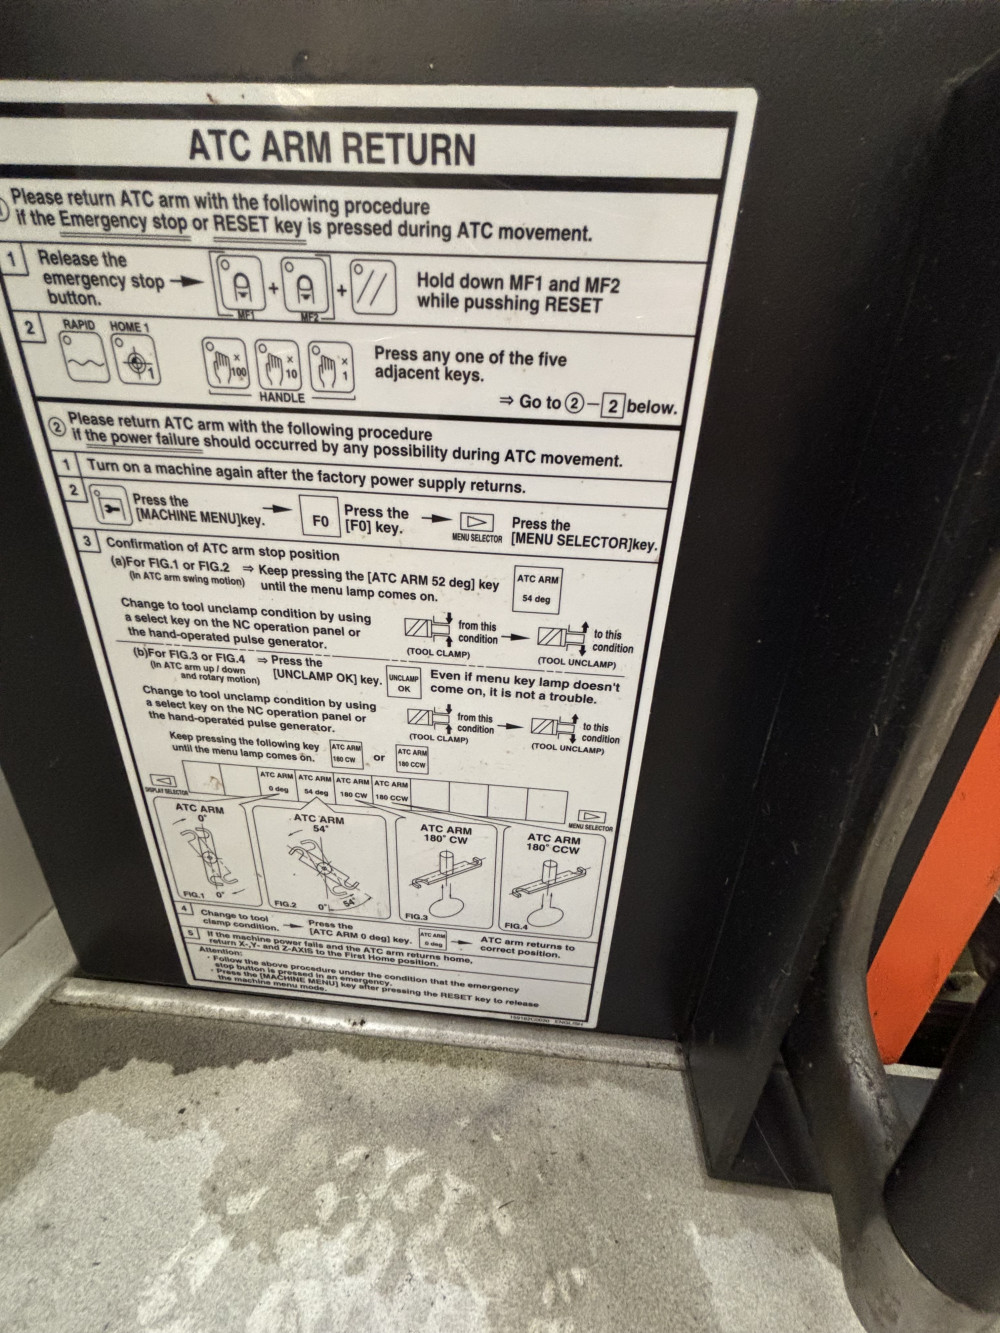 ATC ARM RETURN
① Please return ATC arm with the following procedure
if the Emergency stop or RESET key is pressed during ATC movement.
1 Release the
emergency stop
button.
MF1 + MF2 +
Hold down MF1 and MF2
while pusshing RESET
2 RAPID HOME 1
1
×100 ×10 ×1
HANDLE
Press any one of the five
adjacent keys.
⇒ Go to ② – 2 below.
② Please return ATC arm with the following procedure
if the power failure should occurred by any possibility during ATC movement.
1 Turn on a machine again after the factory power supply returns.
2 Press the
[MACHINE MENU]key.
F0
Press the
[F0] key.
MENU SELECTOR
Press the
[MENU SELECTOR]key.
3 Confirmation of ATC arm stop position
(a)For FIG.1 or FIG.2 ⇒ Keep pressing the [ATC ARM 52 deg] key
(In ATC arm swing motion) until the menu lamp comes on.
ATC ARM
54 deg
Change to tool unclamp condition by using
a select key on the NC operation panel or
the hand-operated pulse generator.
from this
condition
(TOOL CLAMP)
to this
condition
(TOOL UNCLAMP)
(b)For FIG.3 or FIG.4 ⇒ Press the
(In ATC arm up / down
and rotary motion)
[UNCLAMP OK] key.
UNCLAMP
OK
Even if menu key lamp doesn't
come on, it is not a trouble.
Change to tool unclamp condition by using
a select key on the NC operation panel or
the hand-operated pulse generator.
from this
condition
(TOOL CLAMP)
to this
condition
(TOOL UNCLAMP)
Keep pressing the following key
until the menu lamp comes on.
ATC ARM
180 CW
or
ATC ARM
180 CCW
DISPLAY SELECTOR
ATC ARM
0 deg
ATC ARM
54 deg
ATC ARM
180 CW
ATC ARM
180 CCW
MENU SELECTOR
ATC ARM
0°
FIG.1 0°
ATC ARM
54°
FIG.2 0° 54°
ATC ARM
180° CW
FIG.3
ATC ARM
180° CCW
FIG.4
4 Change to tool
clamp condition.
Press the
[ATC ARM 0 deg] key.
ATC ARM
0 deg
ATC arm returns to
correct position.
5 If the machine power fails and the ATC arm returns home,
return X-,Y- and Z-AXIS to the First Home position.
Attention:
· Follow the above procedure under the condition that the emergency
stop button is pressed in an emergency.
· Press the [MACHINE MENU] key after pressing the RESET key to release
the machine menu mode.
ENGLISH